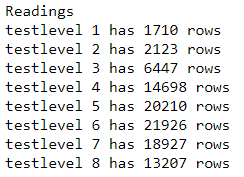 Readings
testlevel 1 has 1710 rows
testlevel 2 has 2123 rows
testlevel 3 has 6447 rows
testlevel 4 has 14698 rows
testlevel 5 has 20210 rows
testlevel 6 has 21926 rows
testlevel 7 has 18927 rows
testlevel 8 has 13207 rows